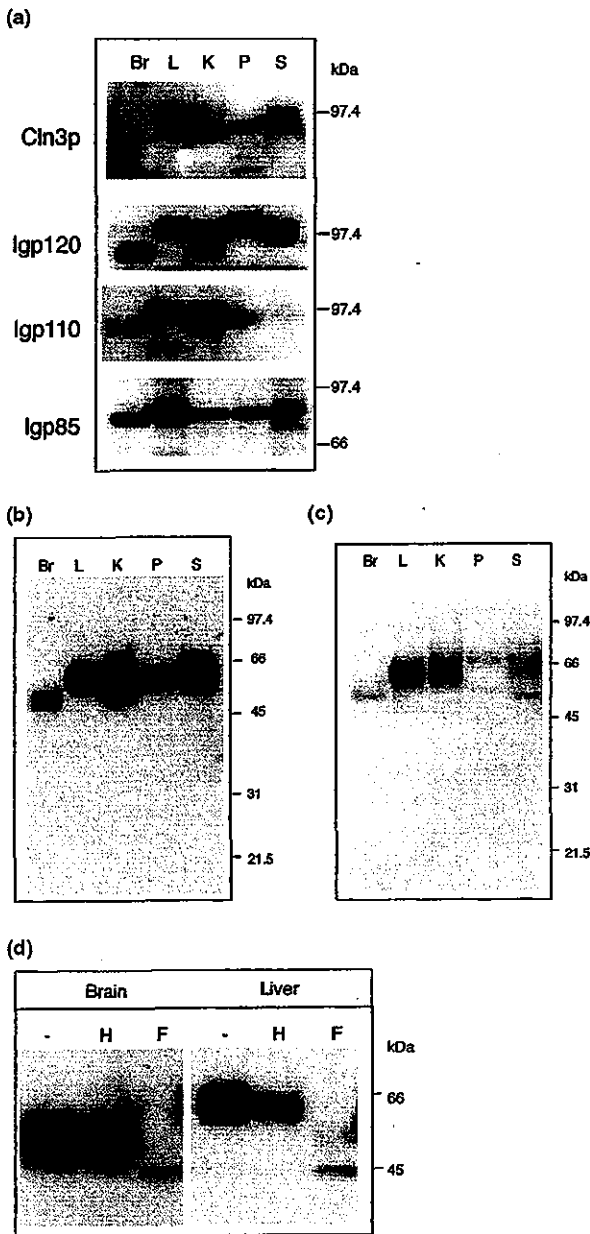 (a)
Br L K P S
kDa
Cln3p
97.4
lgp120
97.4
lgp110
97.4
lgp85
97.4
66
(b)
Br L K P S
kDa
97.4
66
45
31
21.5
(c)
Br L K P S
kDa
97.4
66
45
31
21.5
(d)
Brain Liver
- H F - H F
kDa
66
45